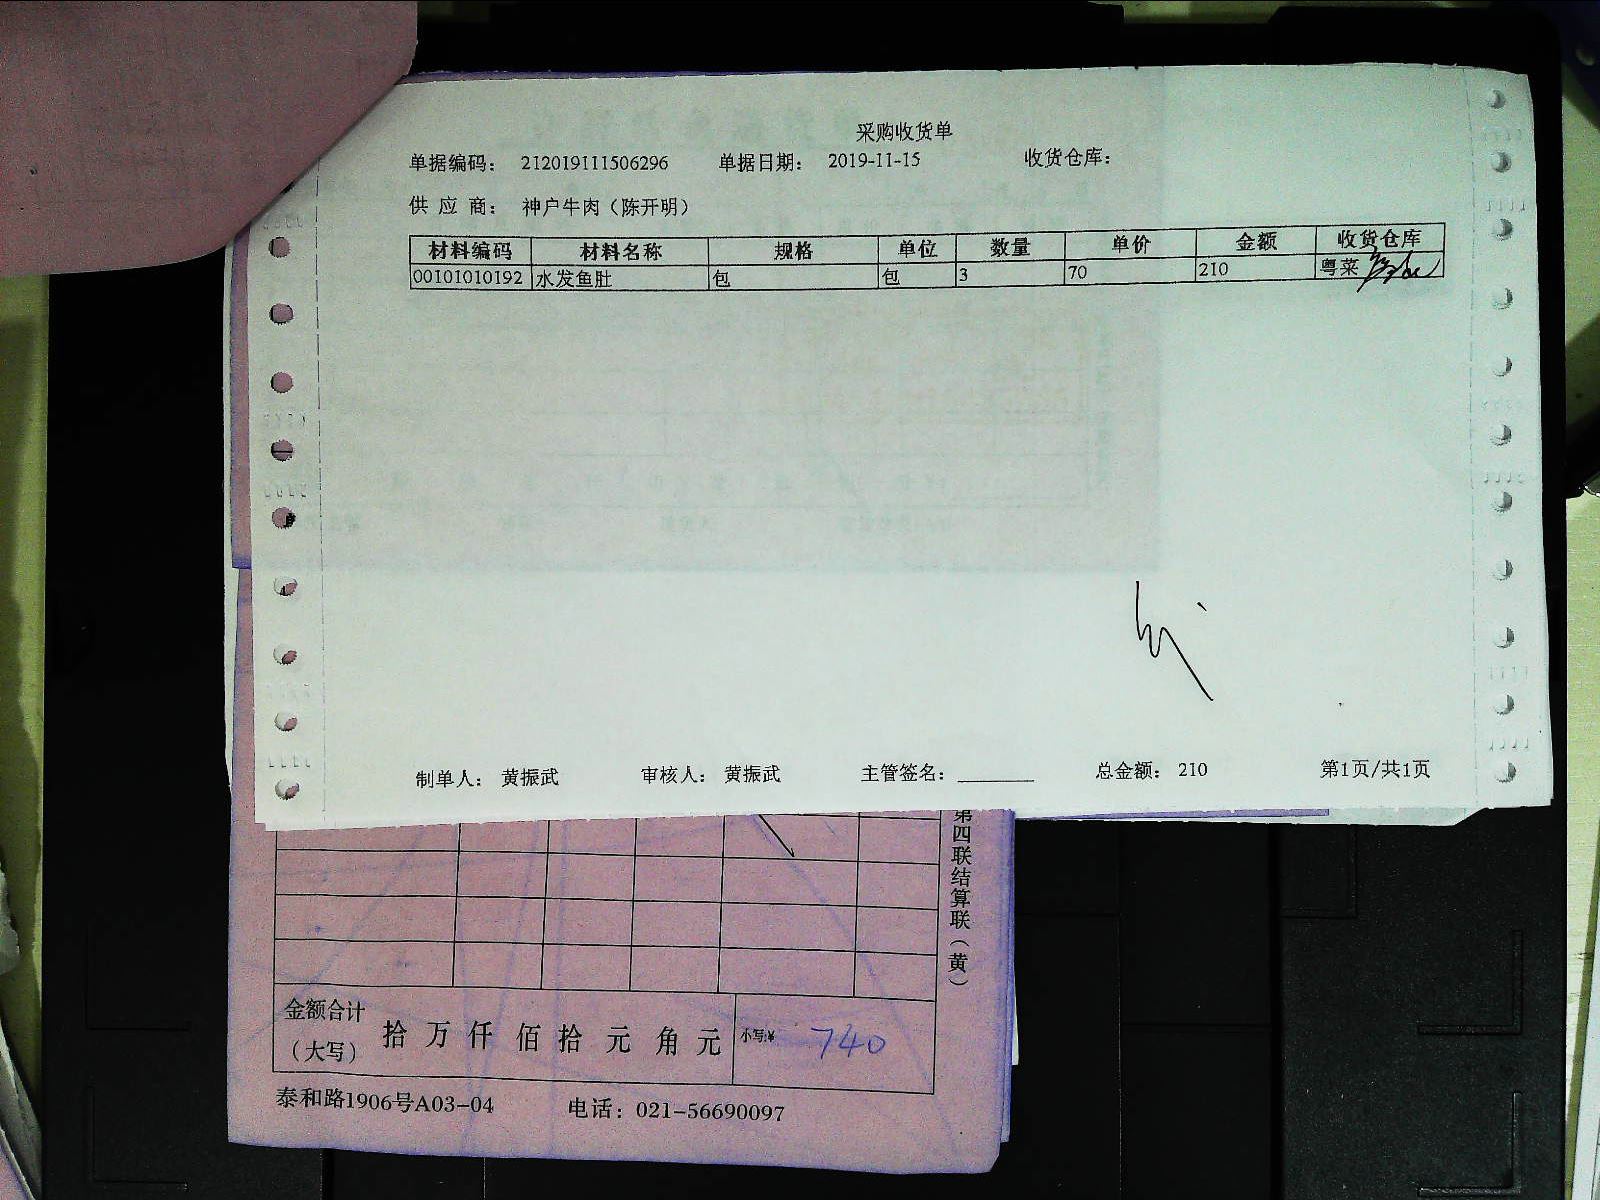 采购收货单
单据编码： 212019111506296 单据日期： 2019-11-15 收货仓库：
供 应 商： 神户牛肉（陈开明）
材料编码 材料名称 规格 单位 数量 单价 金额 收货仓库
00101010192 水发鱼肚 包 包 3 70 210 粤菜
制单人： 黄振武 审核人： 黄振武 主管签名： 总金额： 210 第1页/共1页
第四联结算联（黄）
金额合计
（大写） 拾 万 仟 佰 拾 元 角 元 小写:¥ 740
泰和路1906号A03-04 电话：021-56690097